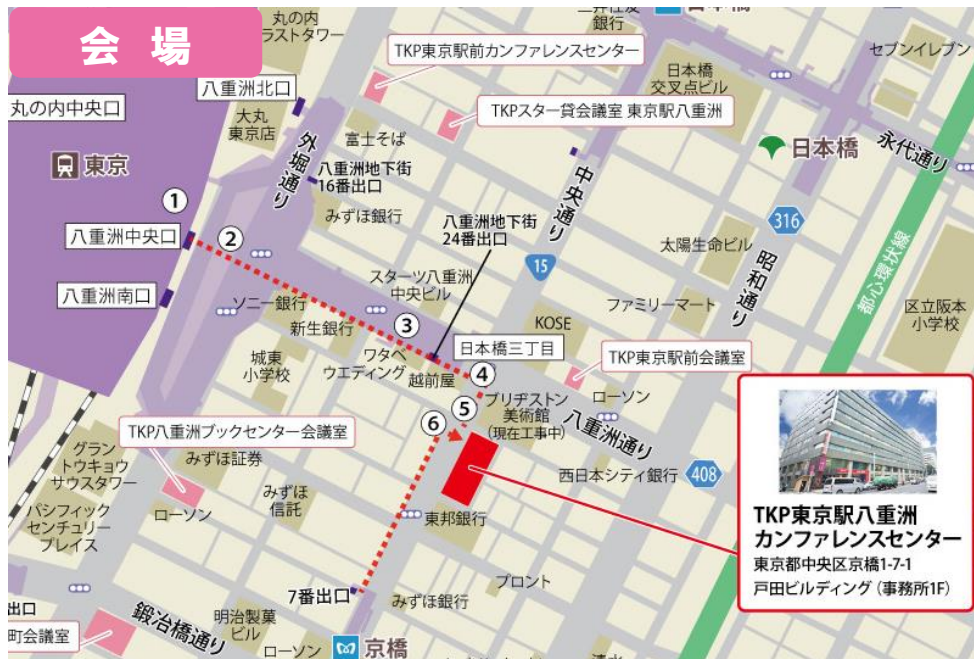 会場
丸の内
ラストタワー
銀行
TKP東京駅前カンファレンスセンター
セブンイレブン
日本橋
交叉点ビル
丸の内中央口
八重洲北口
大丸
東京店
富士そば
TKPスター貸会議室 東京駅八重洲
日本橋
永代通り
東京
外堀通り
八重洲地下街
16番出口
みずほ銀行
中央通り
①
八重洲中央口
②
八重洲地下街
24番出口
316
太陽生命ビル
昭和通り
15
都心環状線
八重洲南口
スターツ八重洲
中央ビル
ソニー銀行
新生銀行
③
ファミリーマート
区立阪本
小学校
KOSE
城東
小学校
ワタベ
ウエディング
越前屋
日本橋三丁目
TKP東京駅前会議室
④
⑤
⑥
ブリヂストン
美術館
(現在工事中)
ローソン
八重洲通り
TKP八重洲ブックセンター会議室
みずほ証券
グラン
トウキョウ
サウスタワー
西日本シティ銀行
408
みずほ
信託
ローソン
パシフィック
センチュリー
プレイス
東邦銀行
TKP東京駅八重洲
カンファレンスセンター
東京都中央区京橋1-7-1
戸田ビルディング (事務所1F)
ブロント
7番出口
みずほ銀行
出口
町会議室
鍛冶橋通り
明治製菓
ビル
ローソン
京橋